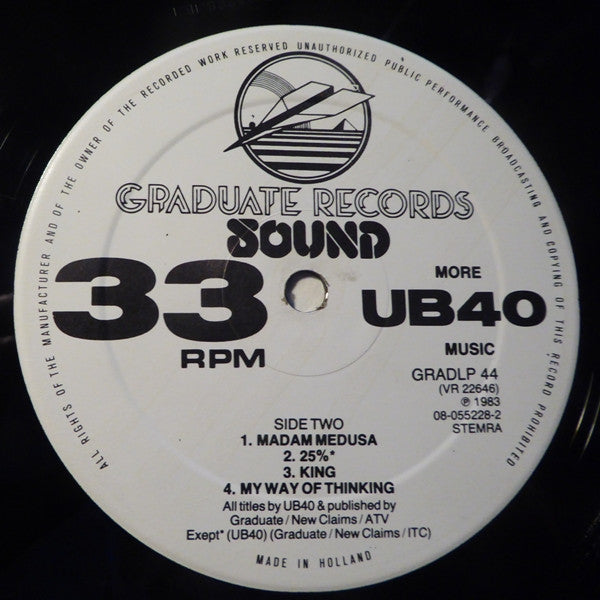 ALL RIGHTS OF THE MANUFACTURER AND OF THE OWNER OF THE RECORDED WORK RESERVED UNAUTHORIZED PUBLIC PERFORMANCE BROADCASTING AND COPYING OF THIS RECORD PROHIBITED
GRADUATE RECORDS
SOUND
33
RPM
MORE
UB40
MUSIC
GRADLP 44
(VR 22646)
℗ 1983
08-055228-2
STEMRA
SIDE TWO
1. MADAM MEDUSA
2. 25%*
3. KING
4. MY WAY OF THINKING
All titles by UB40 & published by
Graduate / New Claims / ATV
Exept* (UB40) (Graduate / New Claims / ITC)
MADE IN HOLLAND